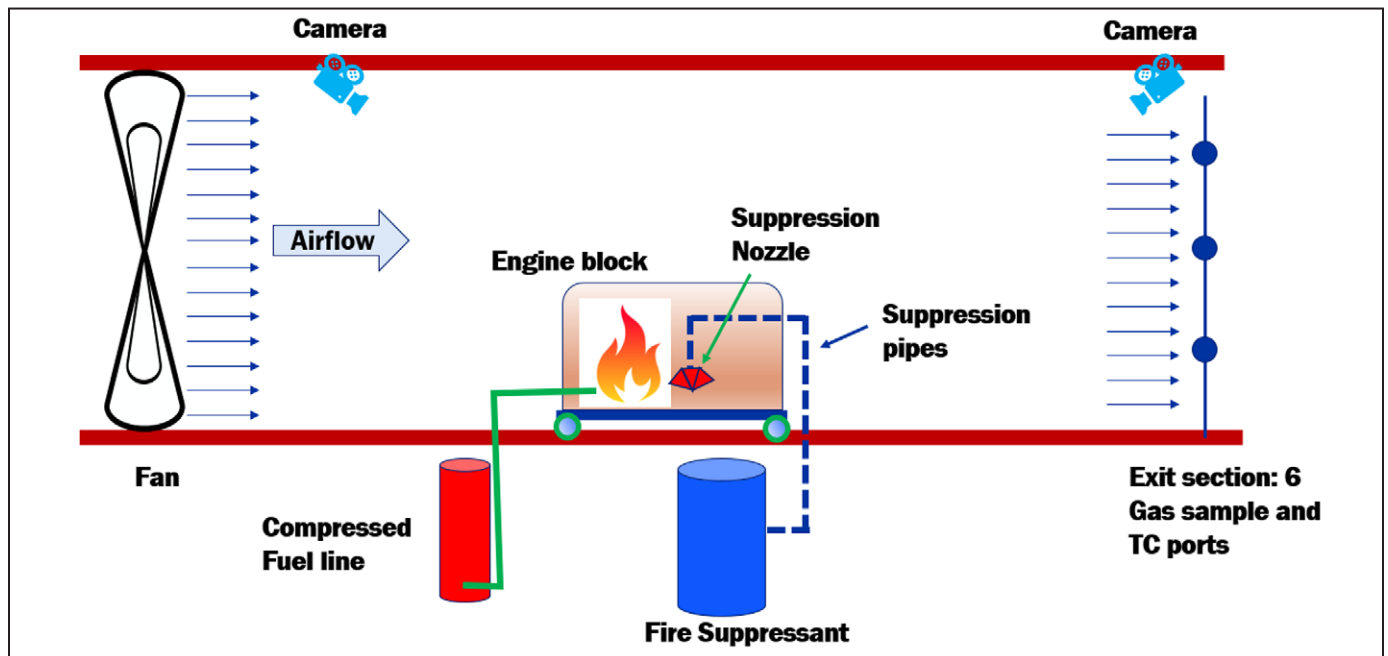 Camera
Camera
Airflow
Suppression
Nozzle
Engine block
Suppression
pipes
Fan
Compressed
Fuel line
Fire Suppressant
Exit section: 6
Gas sample and
TC ports